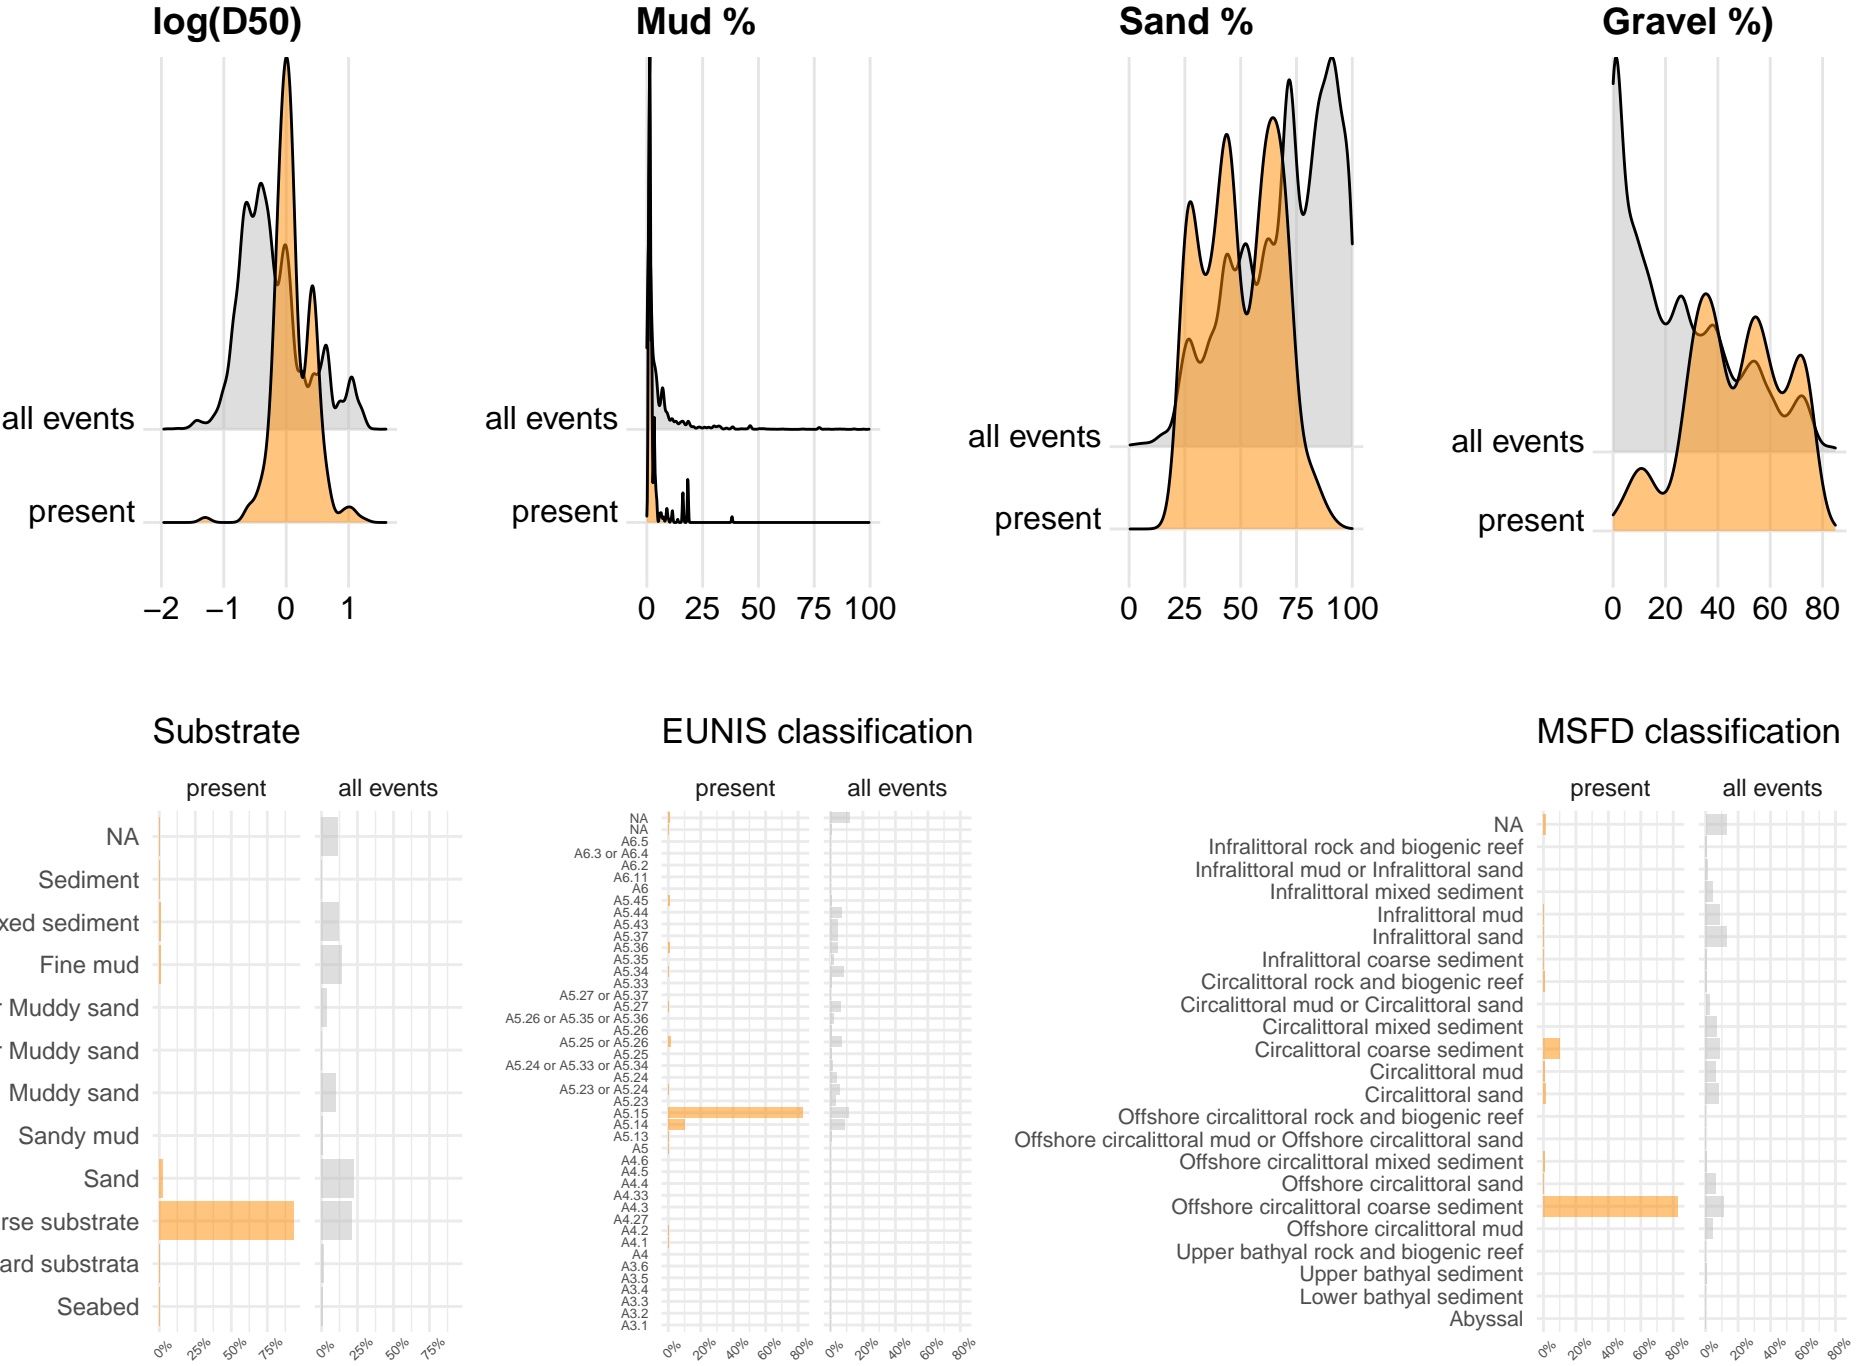 log(D50)
Mud %
Sand %
Gravel %)
all events
present
−2 −1 0 1
all events
present
0 25 50 75 100
all events
present
0 25 50 75 100
all events
present
0 20 40 60 80
Substrate
present all events
NA
Sediment
xed sediment
Fine mud
r Muddy sand
r Muddy sand
Muddy sand
Sandy mud
Sand
rse substrate
ard substrata
Seabed
0% 25% 50% 75% 0% 25% 50% 75%
EUNIS classification
present all events
NA
NA
A6.5
A6.3 or A6.4
A6.2
A6.11
A6
A5.45
A5.44
A5.43
A5.37
A5.36
A5.35
A5.34
A5.33
A5.27 or A5.37
A5.27
A5.26 or A5.35 or A5.36
A5.26
A5.25 or A5.26
A5.25
A5.24 or A5.33 or A5.34
A5.24
A5.23 or A5.24
A5.23
A5.15
A5.14
A5.13
A5
A4.6
A4.5
A4.4
A4.33
A4.3
A4.27
A4.2
A4.1
A4
A3.6
A3.5
A3.4
A3.3
A3.2
A3.1
0% 20% 40% 60% 80% 0% 20% 40% 60% 80%
MSFD classification
present all events
NA
Infralittoral rock and biogenic reef
Infralittoral mud or Infralittoral sand
Infralittoral mixed sediment
Infralittoral mud
Infralittoral sand
Infralittoral coarse sediment
Circalittoral rock and biogenic reef
Circalittoral mud or Circalittoral sand
Circalittoral mixed sediment
Circalittoral coarse sediment
Circalittoral mud
Circalittoral sand
Offshore circalittoral rock and biogenic reef
Offshore circalittoral mud or Offshore circalittoral sand
Offshore circalittoral mixed sediment
Offshore circalittoral sand
Offshore circalittoral coarse sediment
Offshore circalittoral mud
Upper bathyal rock and biogenic reef
Upper bathyal sediment
Lower bathyal sediment
Abyssal
0% 20% 40% 60% 80% 0% 20% 40% 60% 80%